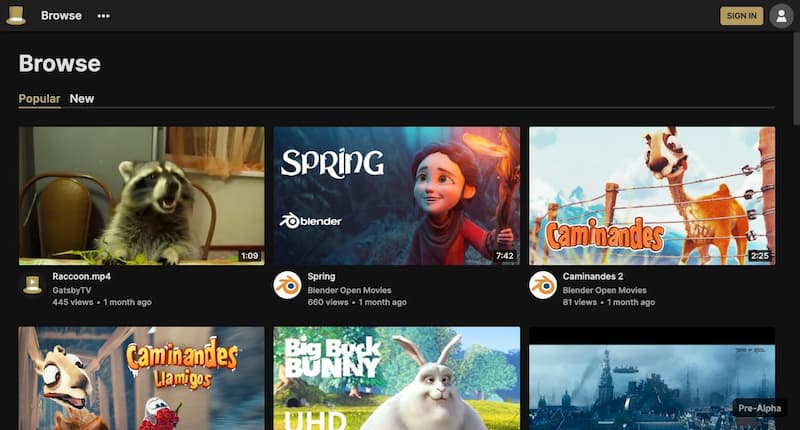 Browse
SIGN IN
Browse
Popular New
SPRING
blender
Caminandes
1:09
7:42
2:25
Raccoon.mp4
GatsbyTV
445 views • 1 month ago
Spring
Blender Open Movies
660 views • 1 month ago
Caminandes 2
Blender Open Movies
81 views • 1 month ago
Caminandes
Llamigos
Big Buck
BUNNY
UHD
Pre-Alpha